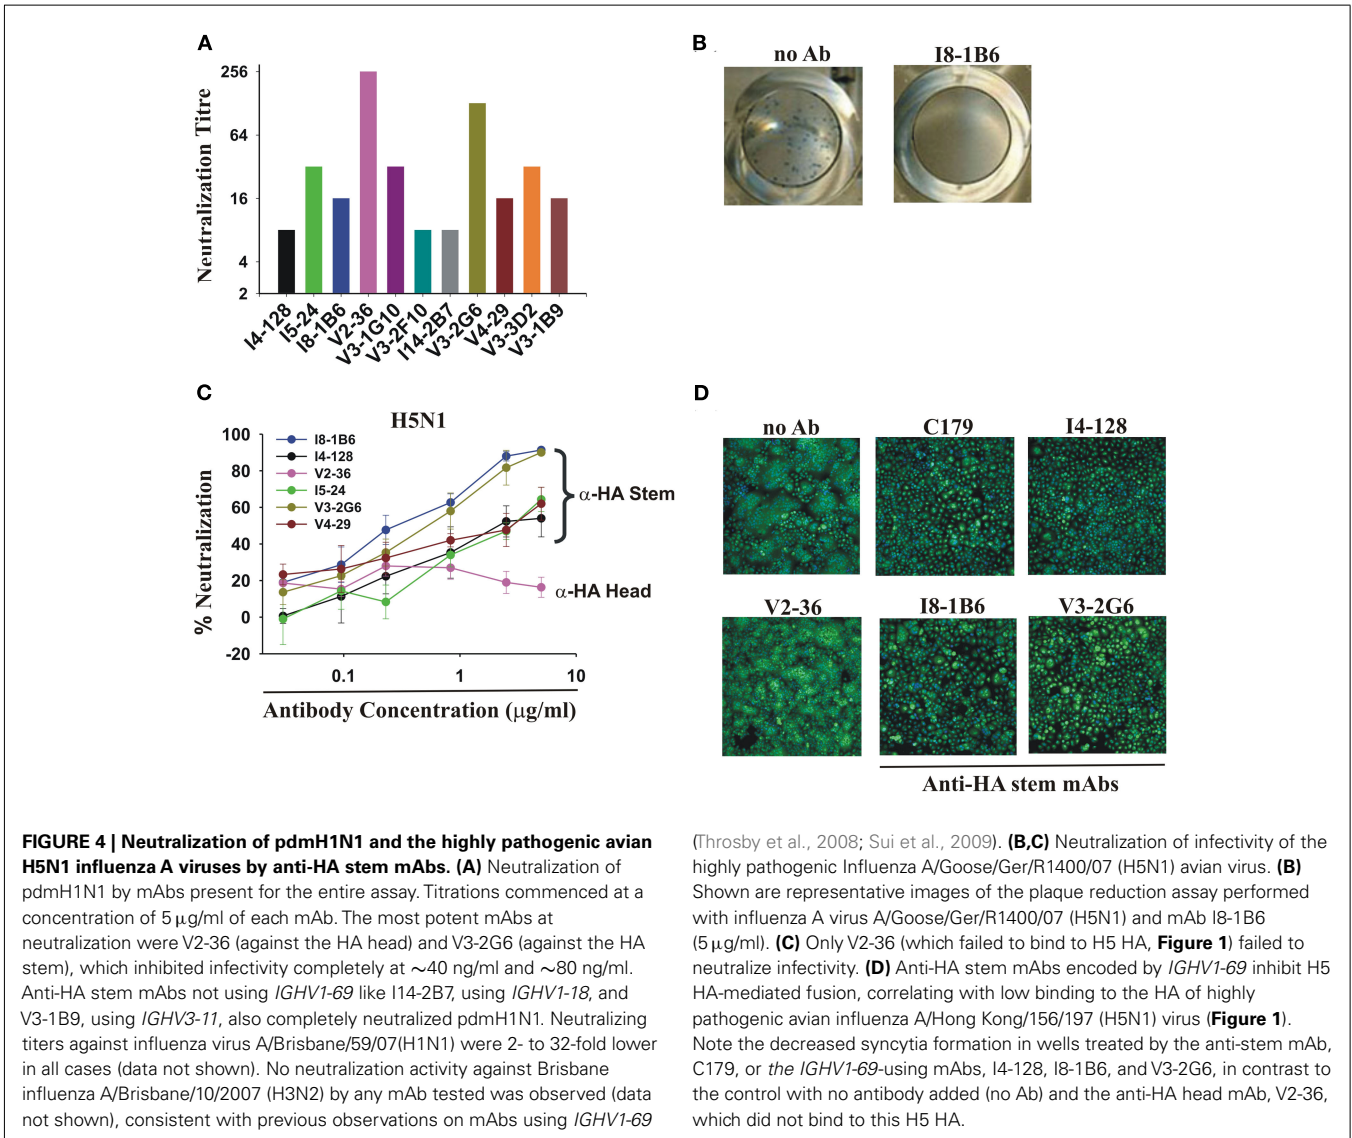 A
256
64
16
4
2
Neutralization Titre
I4-128
I5-24
I8-1B6
V2-36
V3-1G10
V3-2F10
I14-2B7
V3-2G6
V4-29
V3-3D2
V3-1B9
B
no Ab
I8-1B6
C
H5N1
100
80
60
40
20
0
-20
% Neutralization
I8-1B6
I4-128
V2-36
I5-24
V3-2G6
V4-29
α-HA Stem
α-HA Head
0.1
1
10
Antibody Concentration (μg/ml)
D
no Ab
C179
I4-128
V2-36
I8-1B6
V3-2G6
Anti-HA stem mAbs
FIGURE 4 | Neutralization of pdmH1N1 and the highly pathogenic avian
H5N1 influenza A viruses by anti-HA stem mAbs. (A) Neutralization of
pdmH1N1 by mAbs present for the entire assay. Titrations commenced at a
concentration of 5 μg/ml of each mAb. The most potent mAbs at
neutralization were V2-36 (against the HA head) and V3-2G6 (against the HA
stem), which inhibited infectivity completely at ∼40 ng/ml and ∼80 ng/ml.
Anti-HA stem mAbs not using IGHV1-69 like I14-2B7, using IGHV1-18, and
V3-1B9, using IGHV3-11, also completely neutralized pdmH1N1. Neutralizing
titers against influenza virus A/Brisbane/59/07(H1N1) were 2- to 32-fold lower
in all cases (data not shown). No neutralization activity against Brisbane
influenza A/Brisbane/10/2007 (H3N2) by any mAb tested was observed (data
not shown), consistent with previous observations on mAbs using IGHV1-69
(Throsby et al., 2008; Sui et al., 2009). (B,C) Neutralization of infectivity of the
highly pathogenic Influenza A/Goose/Ger/R1400/07 (H5N1) avian virus. (B)
Shown are representative images of the plaque reduction assay performed
with influenza A virus A/Goose/Ger/R1400/07 (H5N1) and mAb I8-1B6
(5 μg/ml). (C) Only V2-36 (which failed to bind to H5 HA, Figure 1) failed to
neutralize infectivity. (D) Anti-HA stem mAbs encoded by IGHV1-69 inhibit H5
HA-mediated fusion, correlating with low binding to the HA of highly
pathogenic avian influenza A/Hong Kong/156/197 (H5N1) virus (Figure 1).
Note the decreased syncytia formation in wells treated by the anti-stem mAb,
C179, or the IGHV1-69-using mAbs, I4-128, I8-1B6, and V3-2G6, in contrast to
the control with no antibody added (no Ab) and the anti-HA head mAb, V2-36,
which did not bind to this H5 HA.